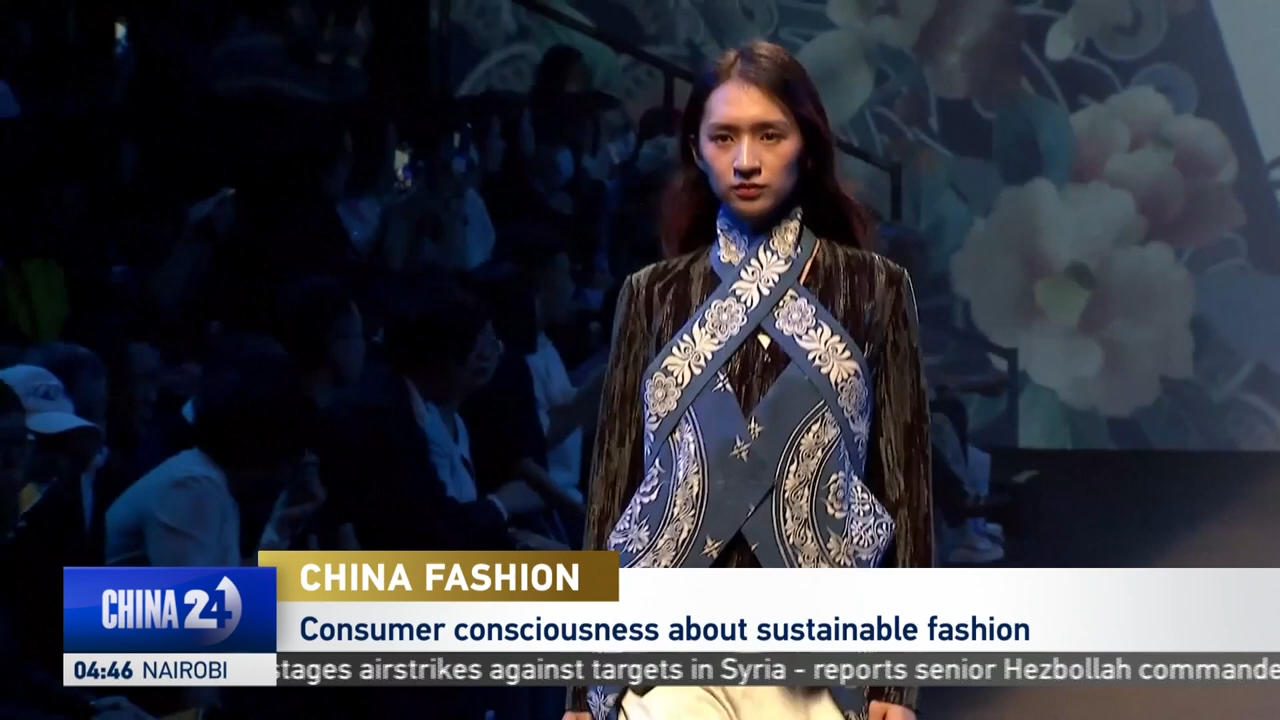 CHINA FASHION
CHINA 24
Consumer consciousness about sustainable fashion
04:46 NAIROBI
stages airstrikes against targets in Syria - reports senior Hezbollah commande